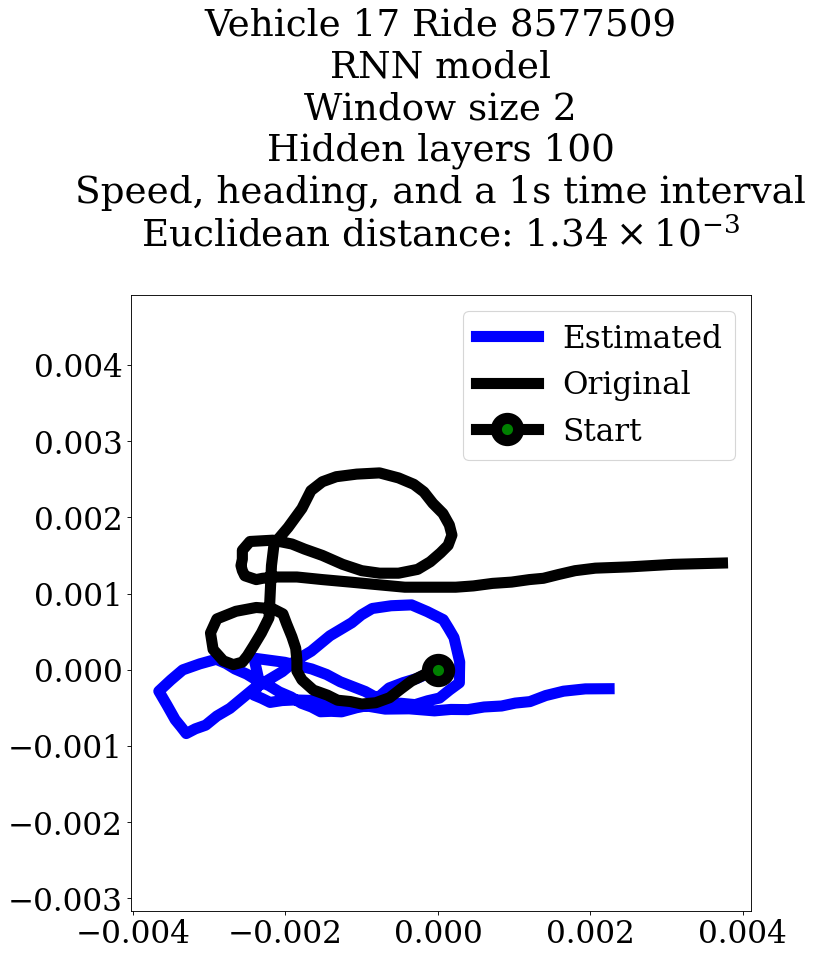 Vehicle 17 Ride 8577509
RNN model
Window size 2
Hidden layers 100
Speed, heading, and a 1s time interval
Euclidean distance: 1.34 × 10⁻³
Estimated
Original
Start
0.004
0.003
0.002
0.001
0.000
−0.001
−0.002
−0.003
−0.004 −0.002 0.000 0.002 0.004